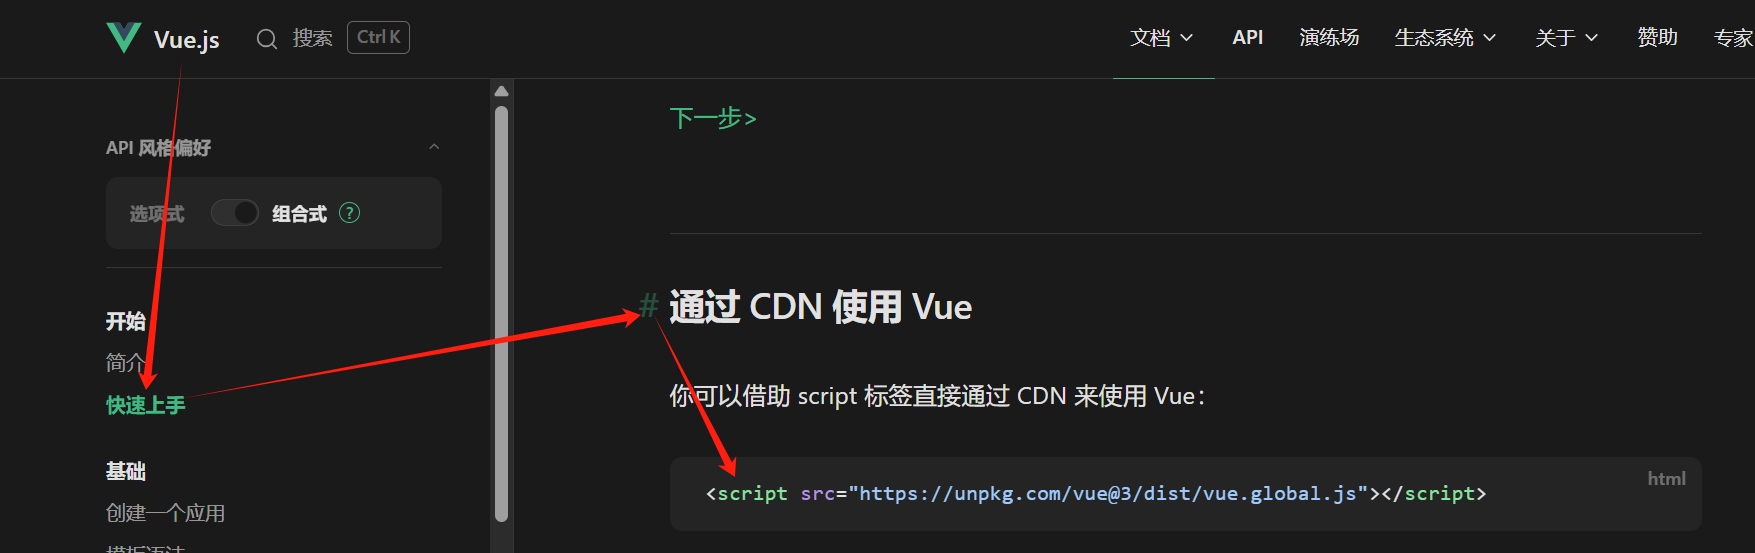 Vue.js 搜索 Ctrl K 文档 API 演练场 生态系统 关于 赞助 专家
API 风格偏好
选项式 组合式 ?
开始
简介
快速上手
基础
创建一个应用
模板语法
下一步>
# 通过 CDN 使用 Vue
你可以借助 script 标签直接通过 CDN 来使用 Vue：
html
<script src="https://unpkg.com/vue@3/dist/vue.global.js"></script>